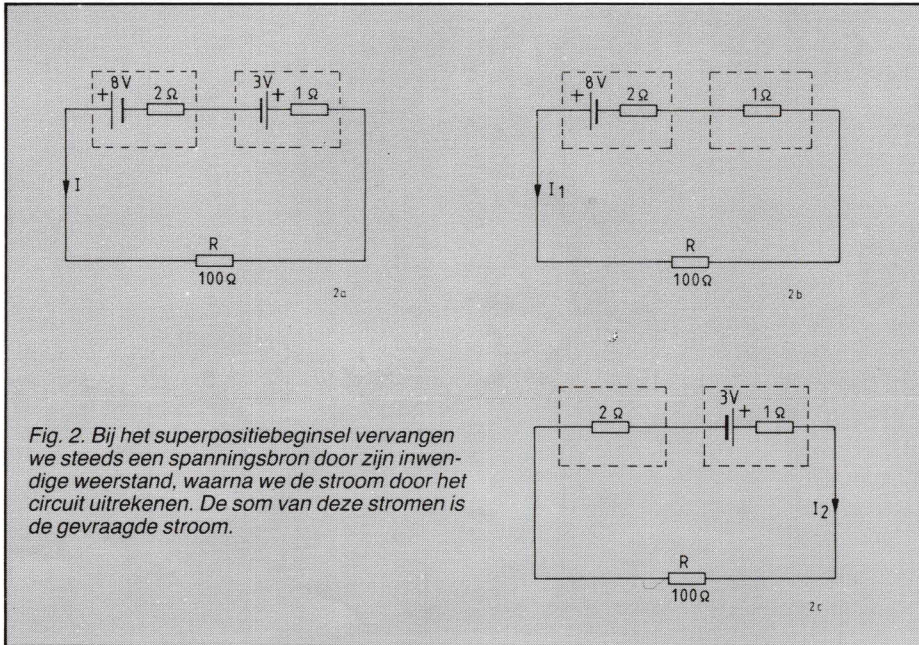 8V
+
2Ω
3V
+
1Ω
I
R
100Ω
2a
8V
+
2Ω
1Ω
I1
R
100Ω
2b
2Ω
3V
+
1Ω
I2
R
100Ω
2c
Fig. 2. Bij het superpositiebeginsel vervangen
we steeds een spanningsbron door zijn inwen-
dige weerstand, waarna we de stroom door het
circuit uitrekenen. De som van deze stromen is
de gevraagde stroom.